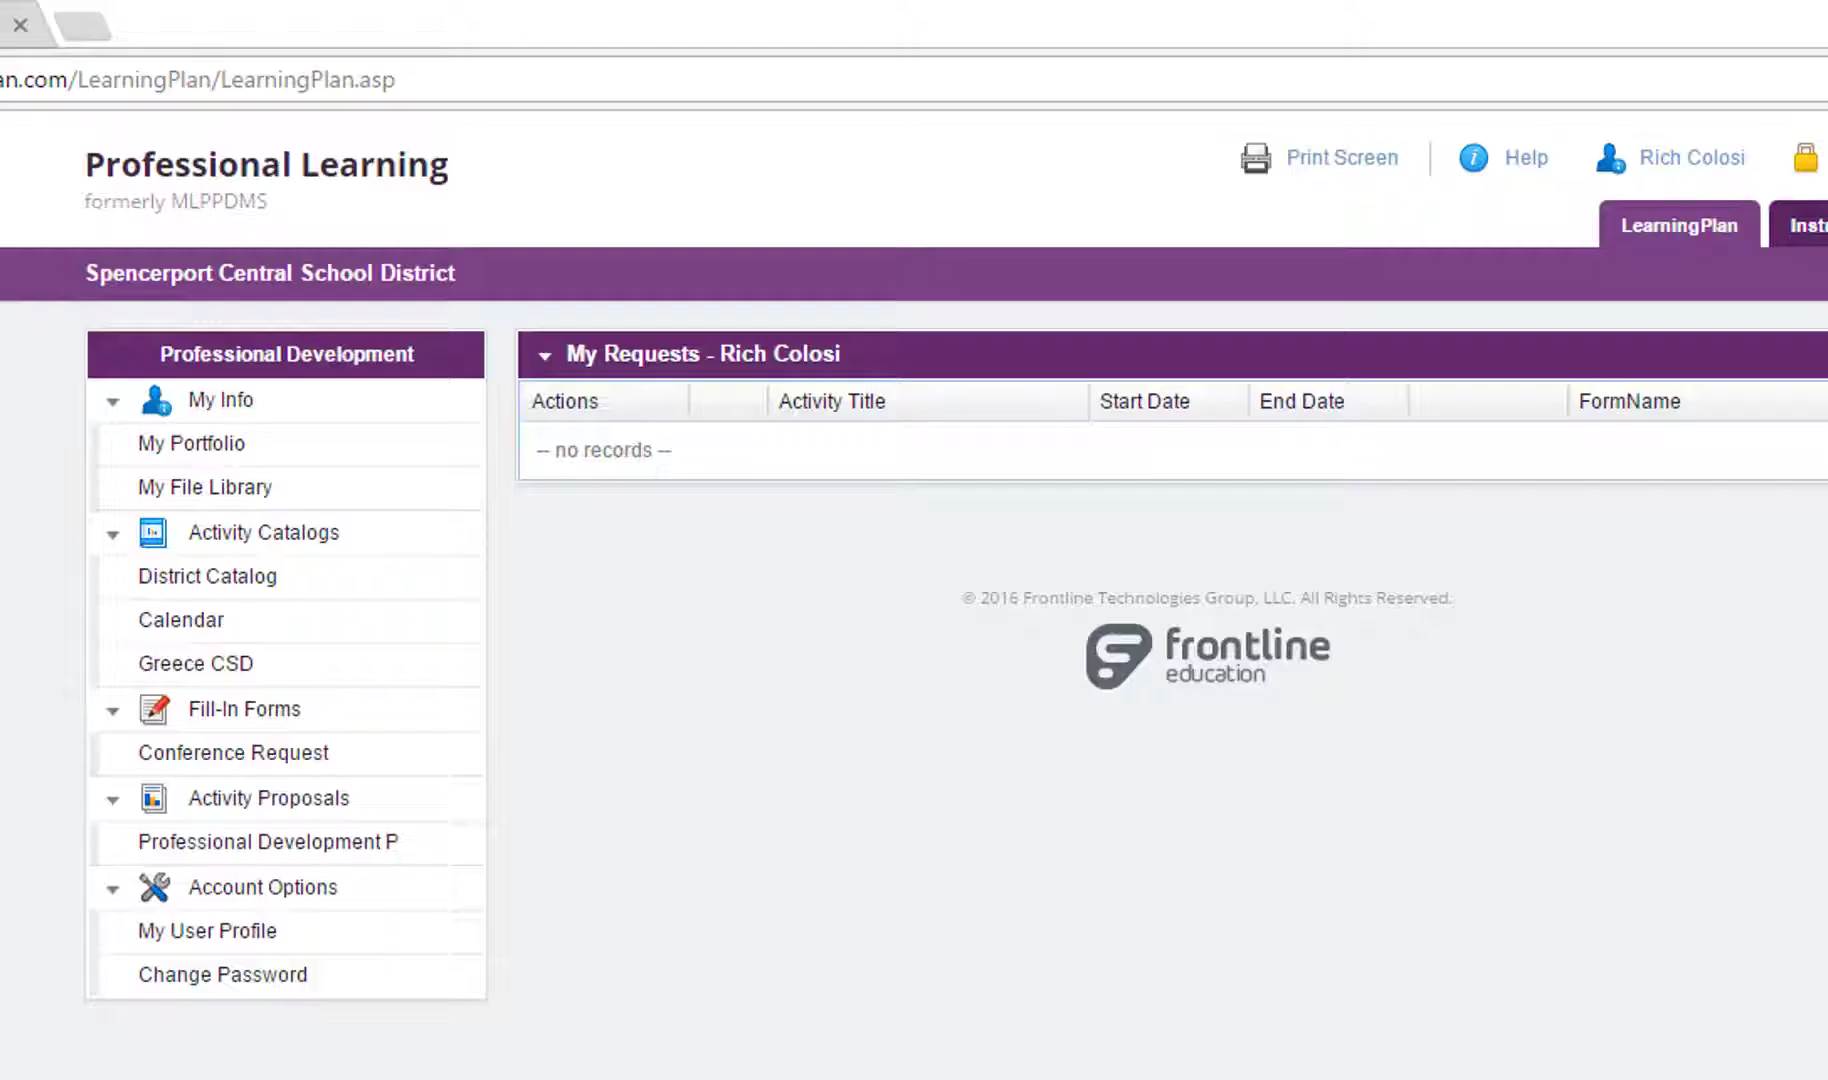 an.com/LearningPlan/LearningPlan.asp
Professional Learning
formerly MLPPDMS
Print Screen
Help
Rich Colosi
LearningPlan
Instr
Spencerport Central School District
Professional Development
My Info
My Portfolio
My File Library
Activity Catalogs
District Catalog
Calendar
Greece CSD
Fill-In Forms
Conference Request
Activity Proposals
Professional Development P
Account Options
My User Profile
Change Password
My Requests - Rich Colosi
Actions
Activity Title
Start Date
End Date
FormName
-- no records --
© 2016 Frontline Technologies Group, LLC. All Rights Reserved.
frontline
education